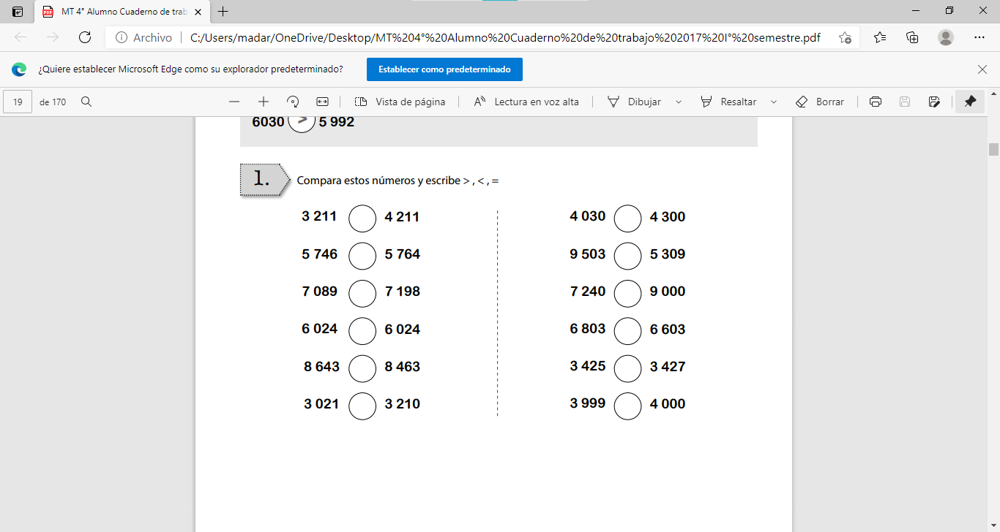 MT 4° Alumno Cuaderno de trab
Archivo C:/Users/madar/OneDrive/Desktop/MT%204°%20Alumno%20Cuaderno%20de%20trabajo%202017%20I°%20semestre.pdf
¿Quiere establecer Microsoft Edge como su explorador predeterminado? Establecer como predeterminado
19 de 170 Vista de página Lectura en voz alta Dibujar Resaltar Borrar
6030 > 5 992
1. Compara estos números y escribe > , < , =
3 211 4 211
5 746 5 764
7 089 7 198
6 024 6 024
8 643 8 463
3 021 3 210
4 030 4 300
9 503 5 309
7 240 9 000
6 803 6 603
3 425 3 427
3 999 4 000